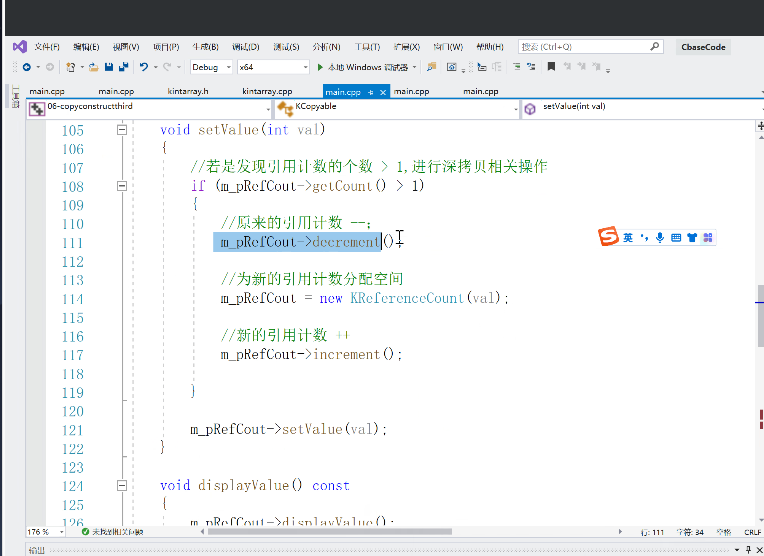 文件(F) 编辑(E) 视图(V) 项目(P) 生成(B) 调试(D) 测试(S) 分析(N) 工具(T) 扩展(X) 窗口(W) 帮助(H) 搜索 (Ctrl+Q) CbaseCode
Debug x64 本地 Windows 调试器
main.cpp main.cpp kintarray.h kintarray.cpp main.cpp main.cpp main.cpp
06-copyconstructthird KCopyable setValue(int val)
105 void setValue(int val)
106 {
107 //若是发现引用计数的个数 > 1,进行深拷贝相关操作
108 if (m_pRefCout->getCount() > 1)
109 {
110 //原来的引用计数 --;
111 m_pRefCout->decrement();
112
113 //为新的引用计数分配空间
114 m_pRefCout = new KReferenceCount(val);
115
116 //新的引用计数 ++
117 m_pRefCout->increment();
118
119 }
120
121 m_pRefCout->setValue(val);
122 }
123
124 void displayValue() const
125 {
126 m_pRefCout->displayValue();
英
176 % 未找到相关问题 行: 111 字符: 34 空格 CRLF
输出